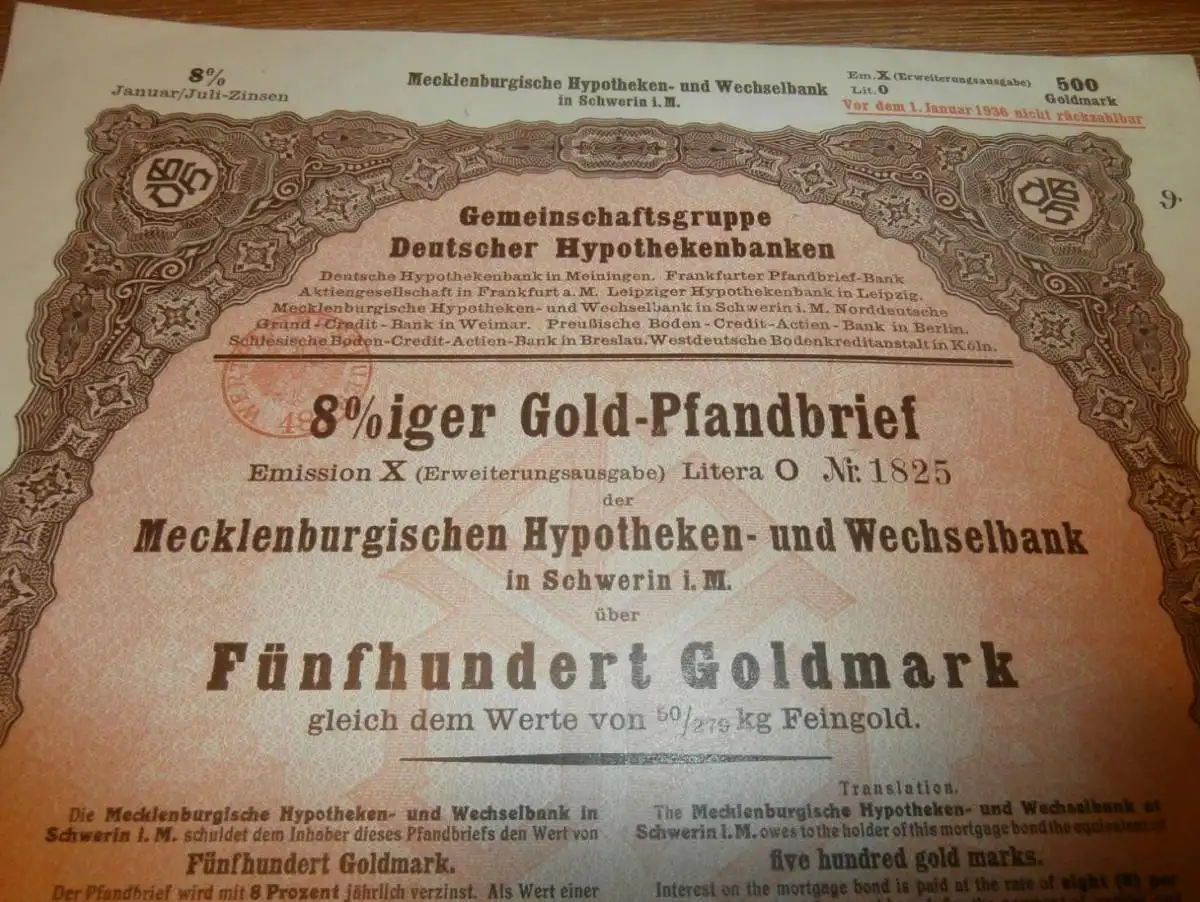 8%
Januar/Juli-Zinsen
Mecklenburgische Hypotheken- und Wechselbank
in Schwerin i. M.
Em. X (Erweiterungsausgabe)
Lit. O
500
Goldmark
Vor dem 1. Januar 1936 nicht rückzahlbar
9.
Gemeinschaftsgruppe
Deutscher Hypothekenbanken
Deutsche Hypothekenbank in Meiningen. Frankfurter Pfandbrief-Bank
Aktiengesellschaft in Frankfurt a. M. Leipziger Hypothekenbank in Leipzig.
Mecklenburgische Hypotheken- und Wechselbank in Schwerin i. M. Norddeutsche
Grund-Credit-Bank in Weimar. Preußische Boden-Credit-Actien-Bank in Berlin.
Schlesische Boden-Credit-Actien-Bank in Breslau. Westdeutsche Bodenkreditanstalt in Köln.
8%iger Gold-Pfandbrief
Emission X (Erweiterungsausgabe) Litera O Nr. 1825
der
Mecklenburgischen Hypotheken- und Wechselbank
in Schwerin i. M.
über
Fünfhundert Goldmark
gleich dem Werte von 50/279 kg Feingold.
Die Mecklenburgische Hypotheken- und Wechselbank in
Schwerin i. M. schuldet dem Inhaber dieses Pfandbriefs den Wert von
Fünfhundert Goldmark.
Der Pfandbrief wird mit 8 Prozent jährlich verzinst. Als Wert einer
Translation.
The Mecklenburgische Hypotheken- und Wechselbank at
Schwerin i. M. owes to the holder of this mortgage bond the equivalent of
five hundred gold marks.
Interest on the mortgage bond is paid at the rate of eight (8) per